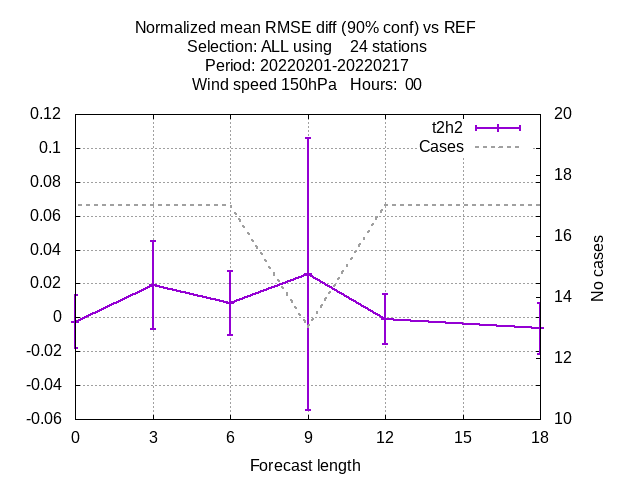 Normalized mean RMSE diff (90% conf) vs REF
Selection: ALL using    24 stations
Period: 20220201-20220217
Wind speed 150hPa   Hours:  00
0.12
0.1
0.08
0.06
0.04
0.02
0
-0.02
-0.04
-0.06
t2h2
Cases
20
18
16
14
12
10
No cases
0 3 6 9 12 15 18
Forecast length